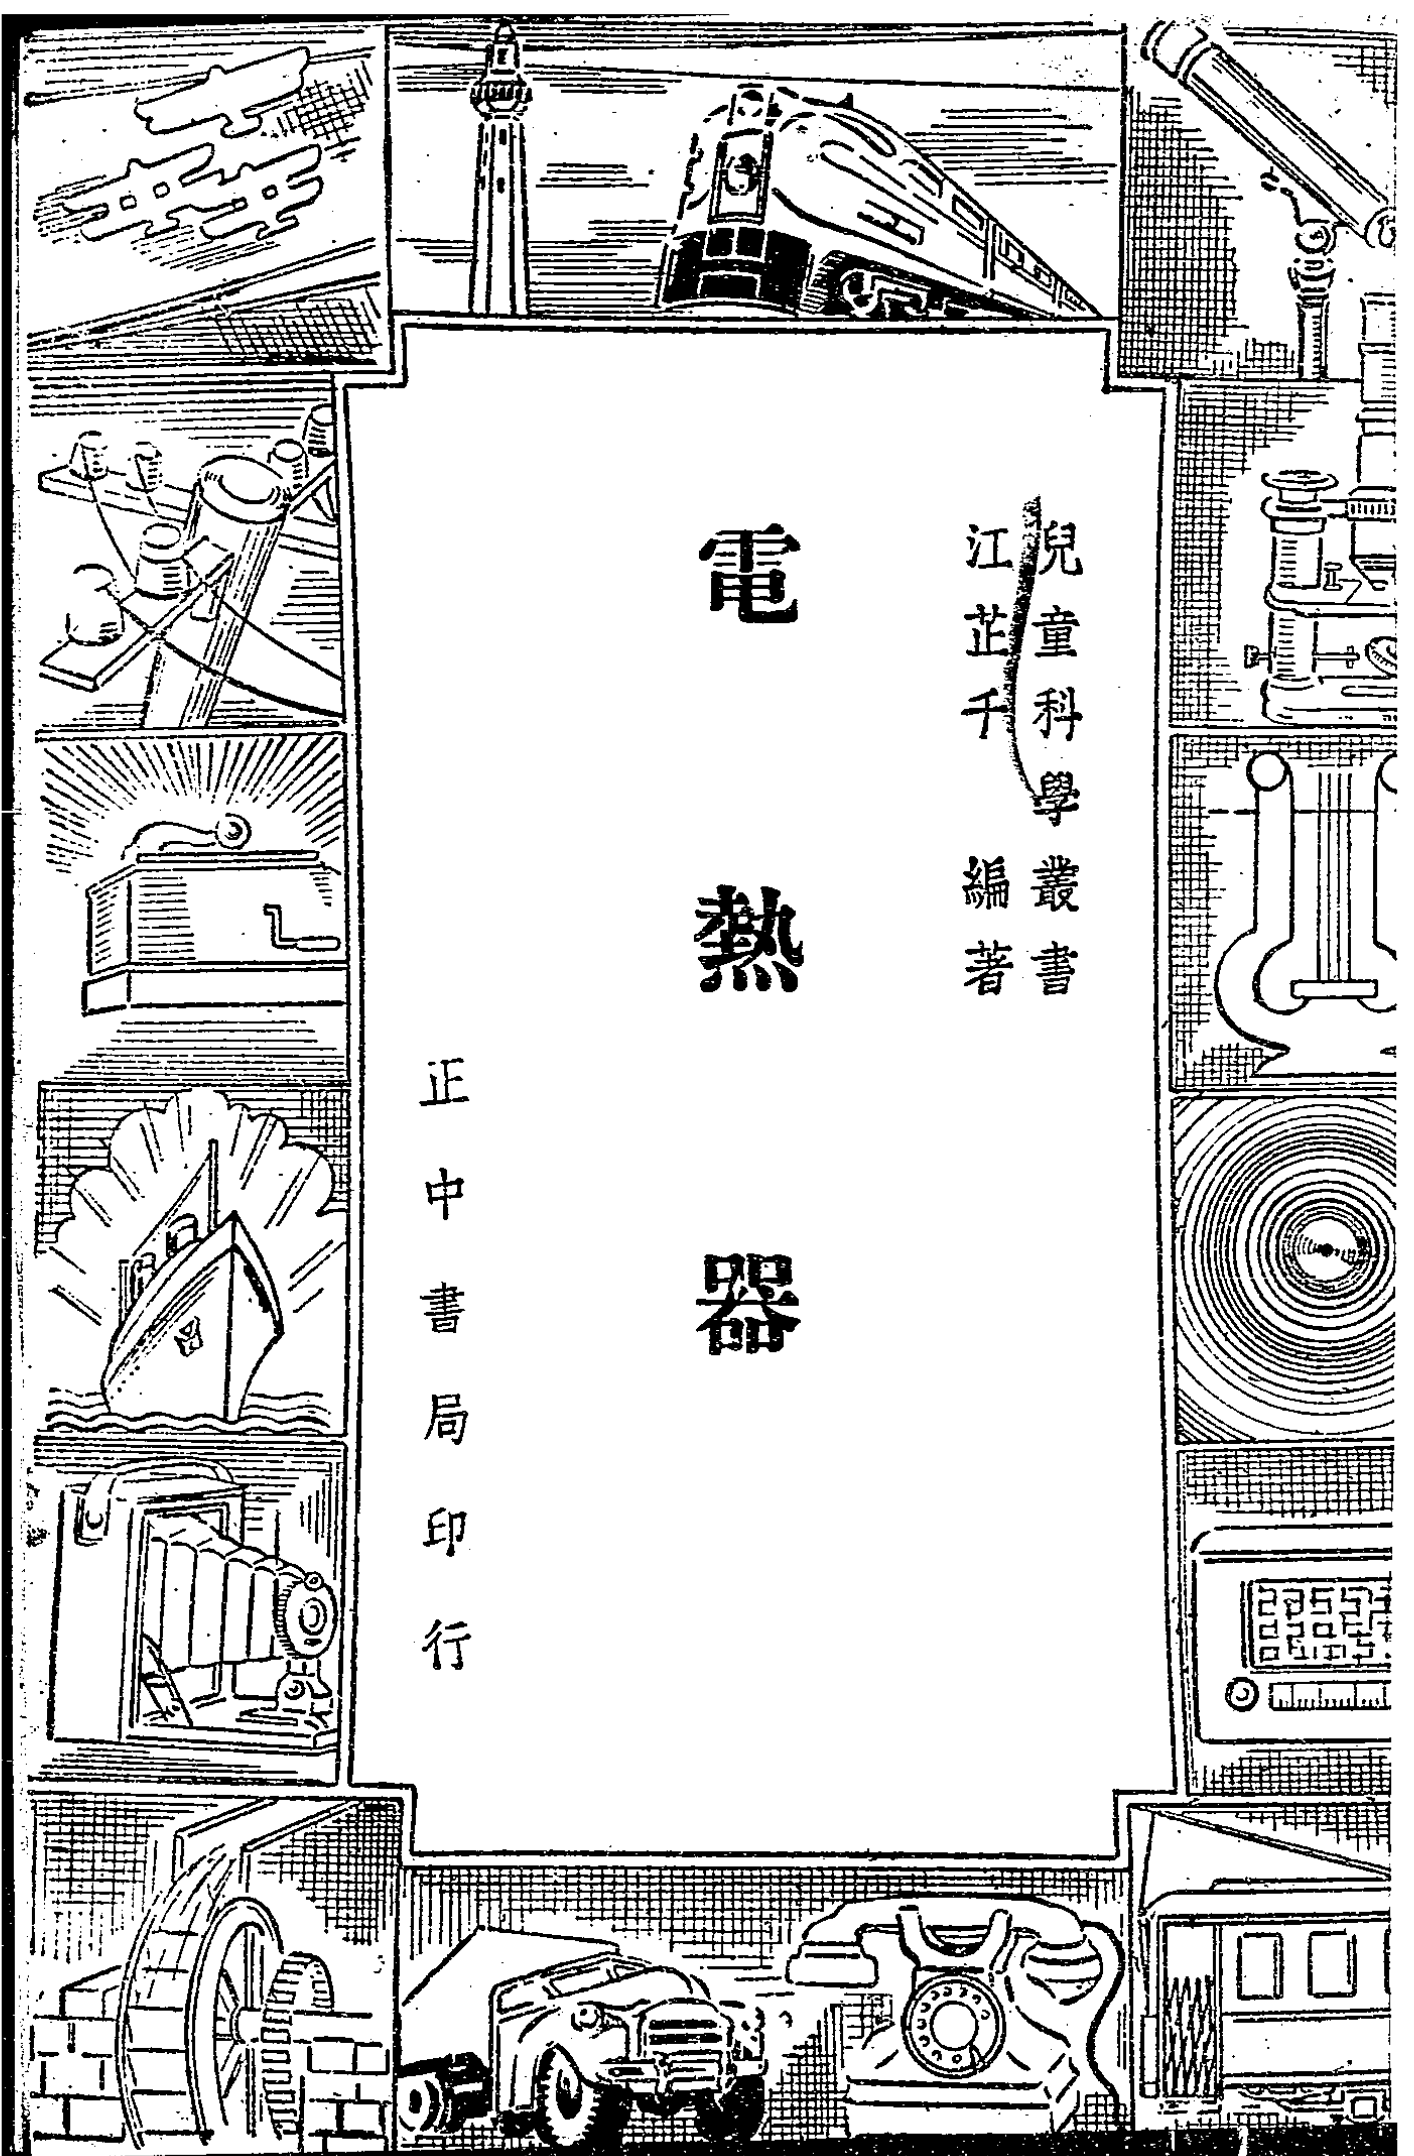 兒童科學叢書
江芷千 編著
電熱器
正中書局印行